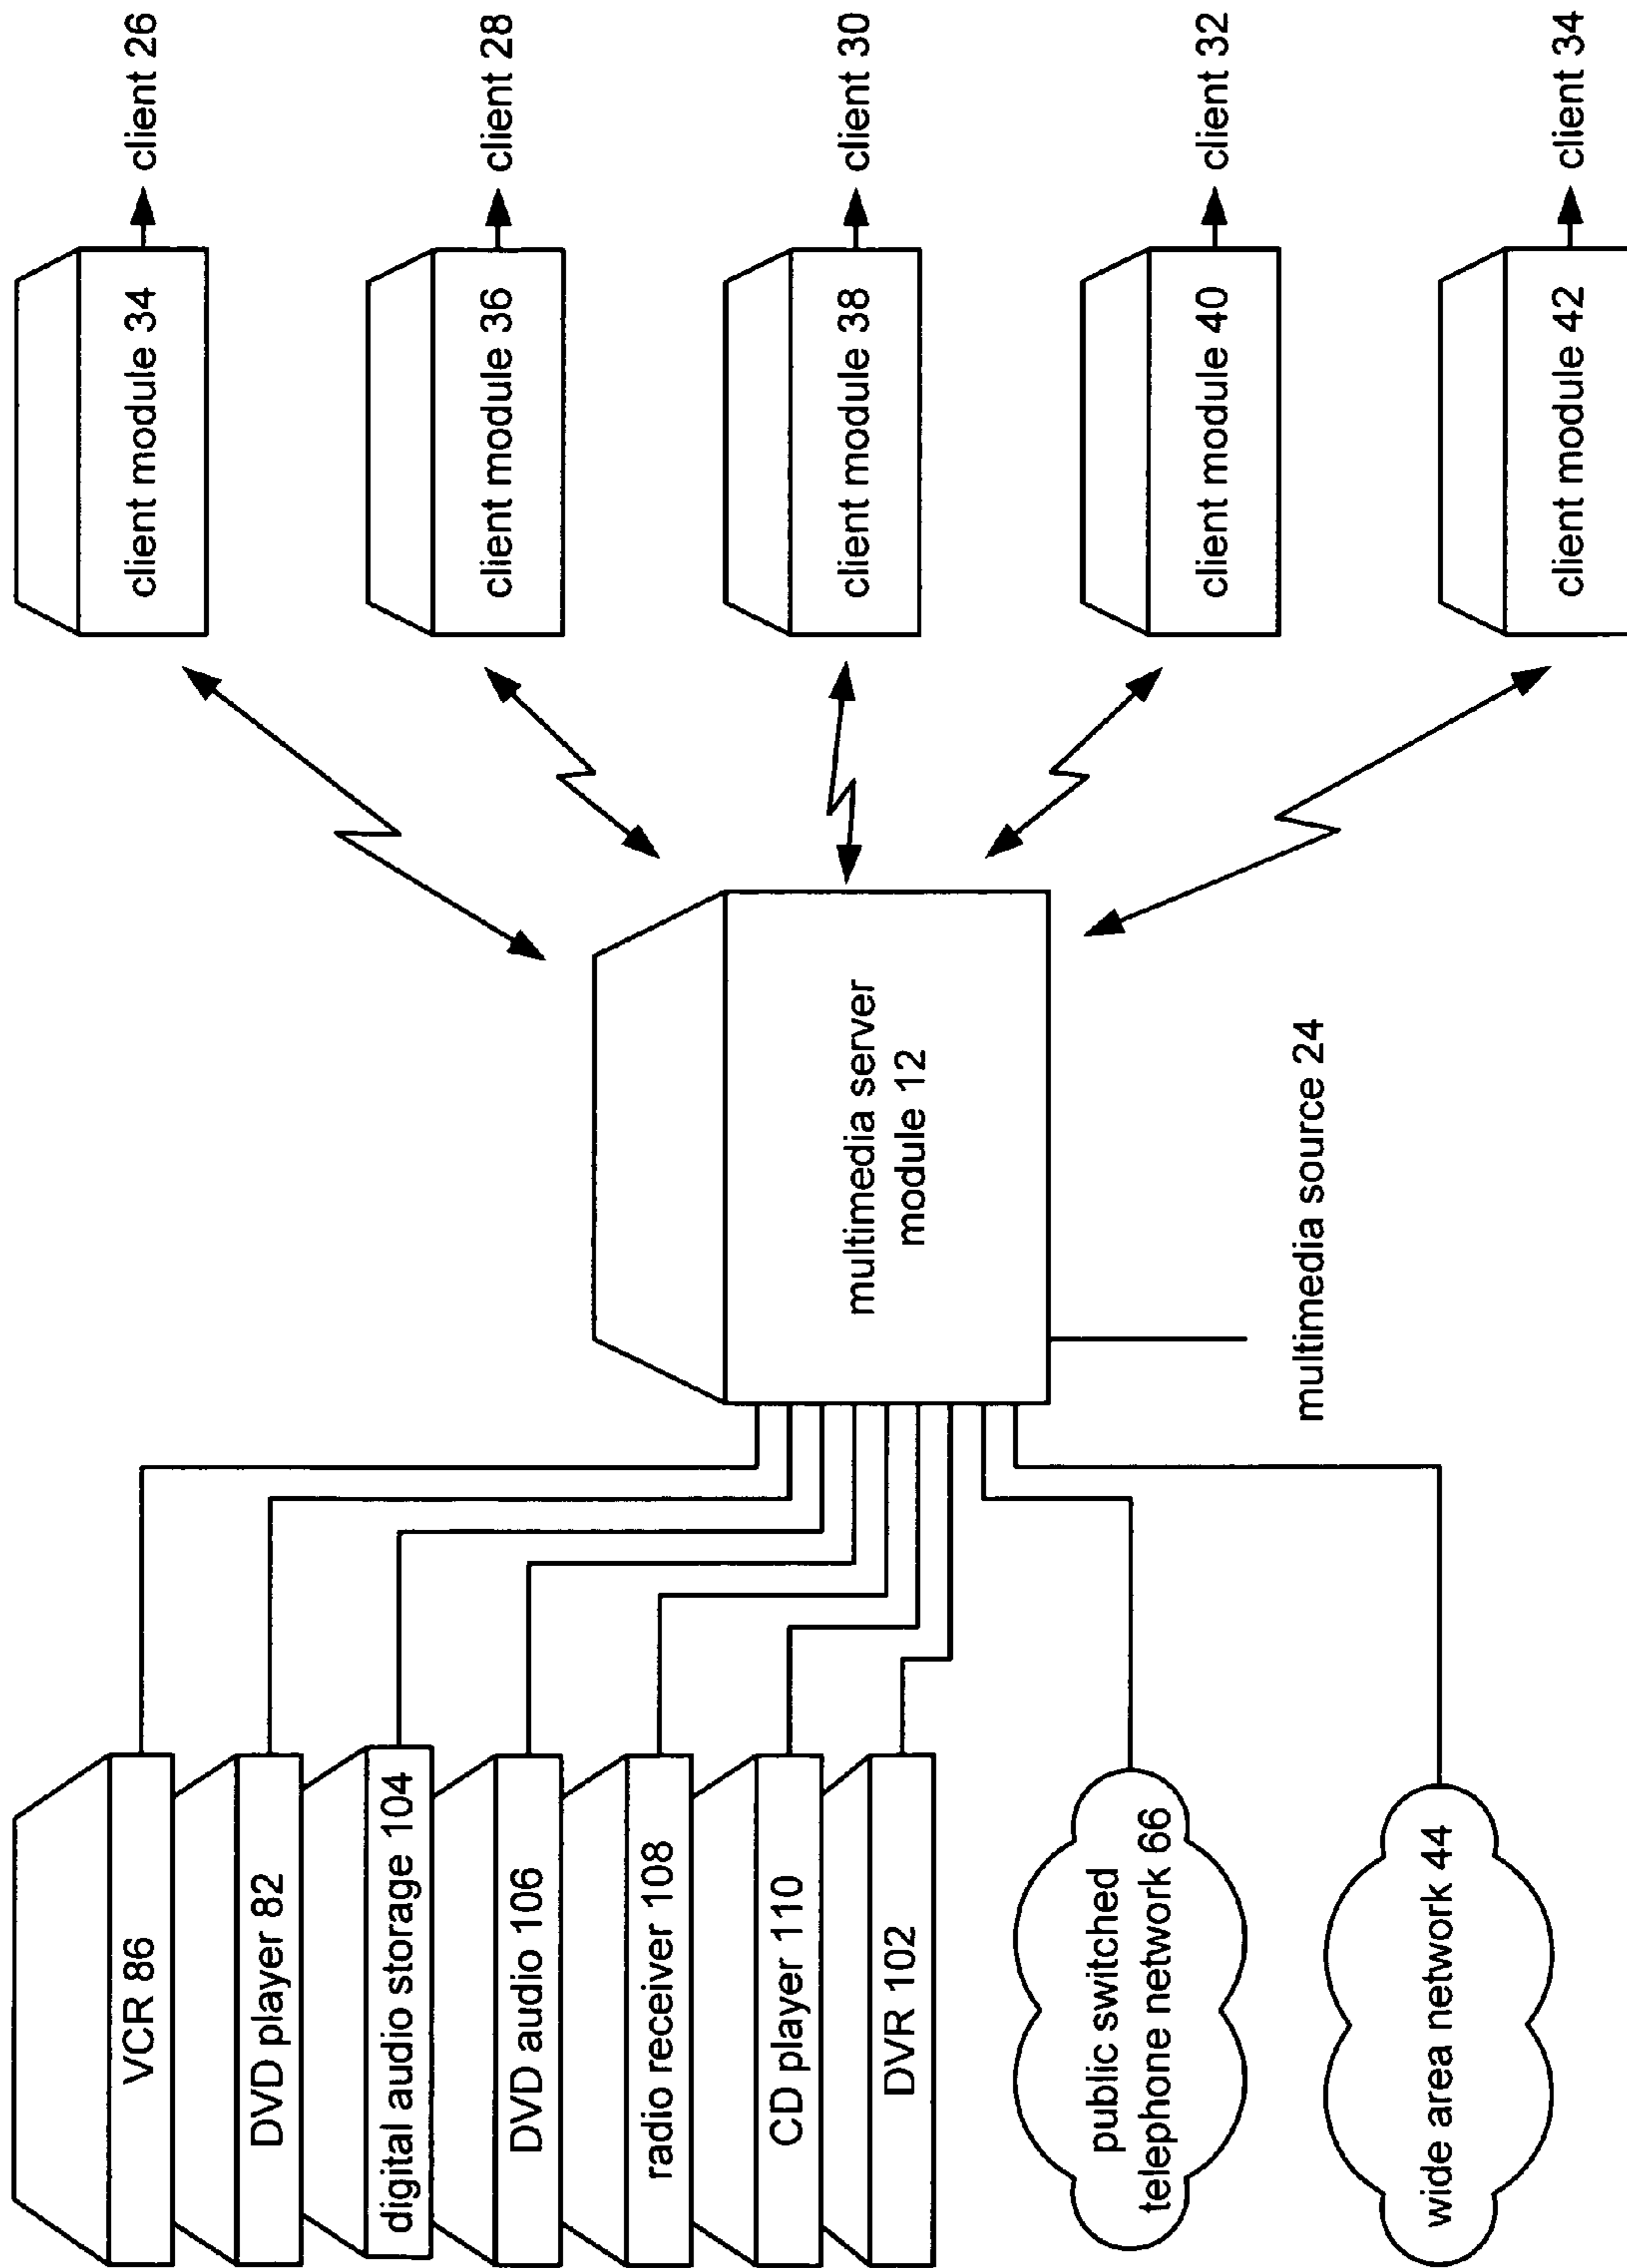 VCR 86
DVD player 82
digital audio storage 104
DVD audio 106
radio receiver 108
CD player 110
DVR 102
public switched
telephone network 66
wide area network 44
multimedia server
module 12
multimedia source 24
client module 34
client 26
client module 36
client 28
client module 38
client 30
client module 40
client 32
client module 42
client 34